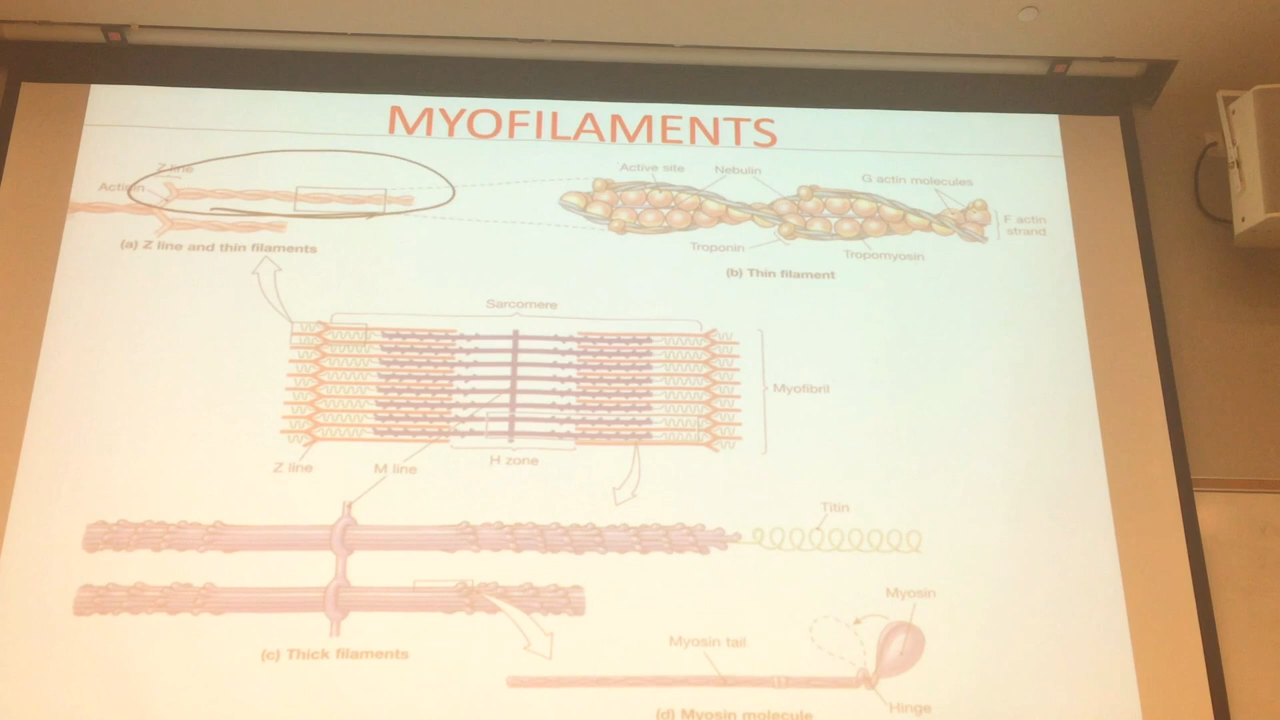 MYOFILAMENTS
Z line
Actinin
(a) Z line and thin filaments
Active site
Nebulin
G actin molecules
F actin
strand
Troponin
Tropomyosin
(b) Thin filament
Sarcomere
Myofibril
Z line
M line
H zone
Titin
(c) Thick filaments
Myosin
Myosin tail
Hinge
(d) Myosin molecule